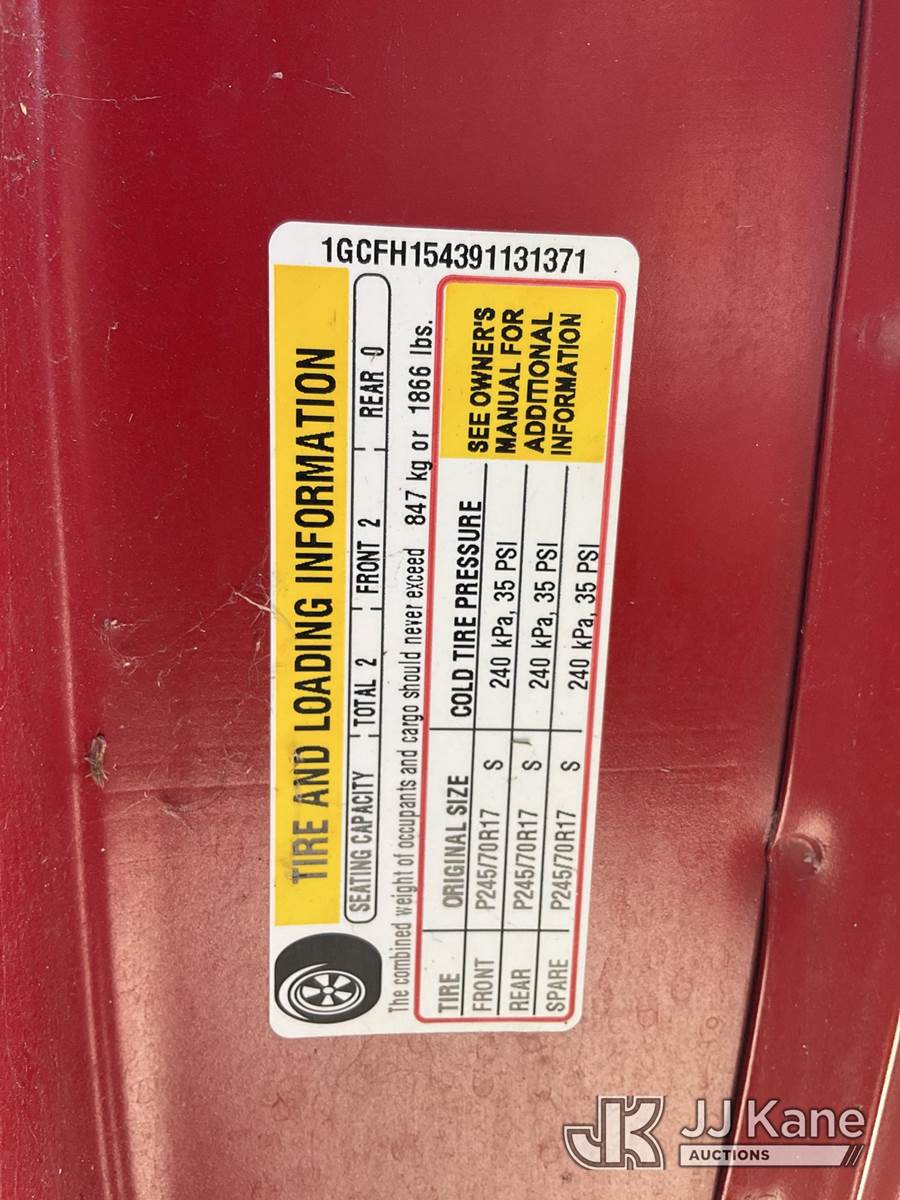 1GCFH154391131371
TIRE AND LOADING INFORMATION
SEATING CAPACITY TOTAL 2 FRONT 2 REAR 0
The combined weight of occupants and cargo should never exceed 847 kg or 1866 lbs.
TIRE ORIGINAL SIZE COLD TIRE PRESSURE
FRONT P245/70R17 S 240 kPa, 35 PSI
REAR P245/70R17 S 240 kPa, 35 PSI
SPARE P245/70R17 S 240 kPa, 35 PSI
SEE OWNER'S
MANUAL FOR
ADDITIONAL
INFORMATION
JK JJ Kane
AUCTIONS